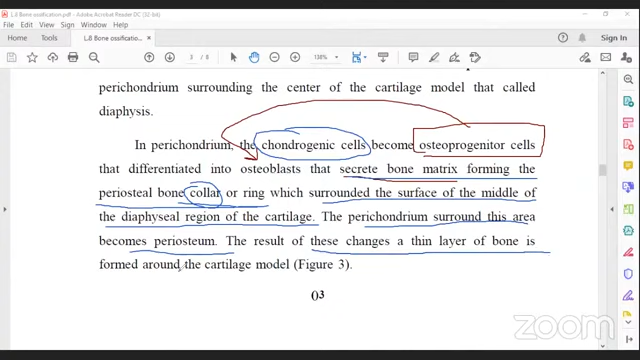 L.8 Bone ossification.pdf - Adobe Acrobat Reader DC (32-bit)
File Edit View Sign Window Help
Home Tools L.8 Bone ossification... × Sign In
3 / 8 138%
perichondrium surrounding the center of the cartilage model that called
diaphysis.
In perichondrium, the chondrogenic cells become osteoprogenitor cells
that differentiated into osteoblasts that secrete bone matrix forming the
periosteal bone collar or ring which surrounded the surface of the middle of
the diaphyseal region of the cartilage. The perichondrium surround this area
becomes periosteum. The result of these changes a thin layer of bone is
formed around the cartilage model (Figure 3).
03
zoom